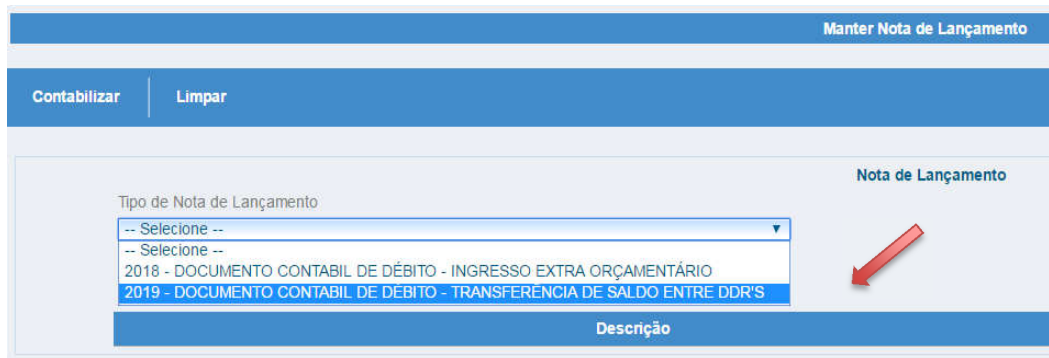 Manter Nota de Lançamento
Contabilizar Limpar
Nota de Lançamento
Tipo de Nota de Lançamento
-- Selecione --
-- Selecione --
2018 - DOCUMENTO CONTABIL DE DÉBITO - INGRESSO EXTRA ORÇAMENTÁRIO
2019 - DOCUMENTO CONTABIL DE DÉBITO - TRANSFERÊNCIA DE SALDO ENTRE DDR'S
Descrição